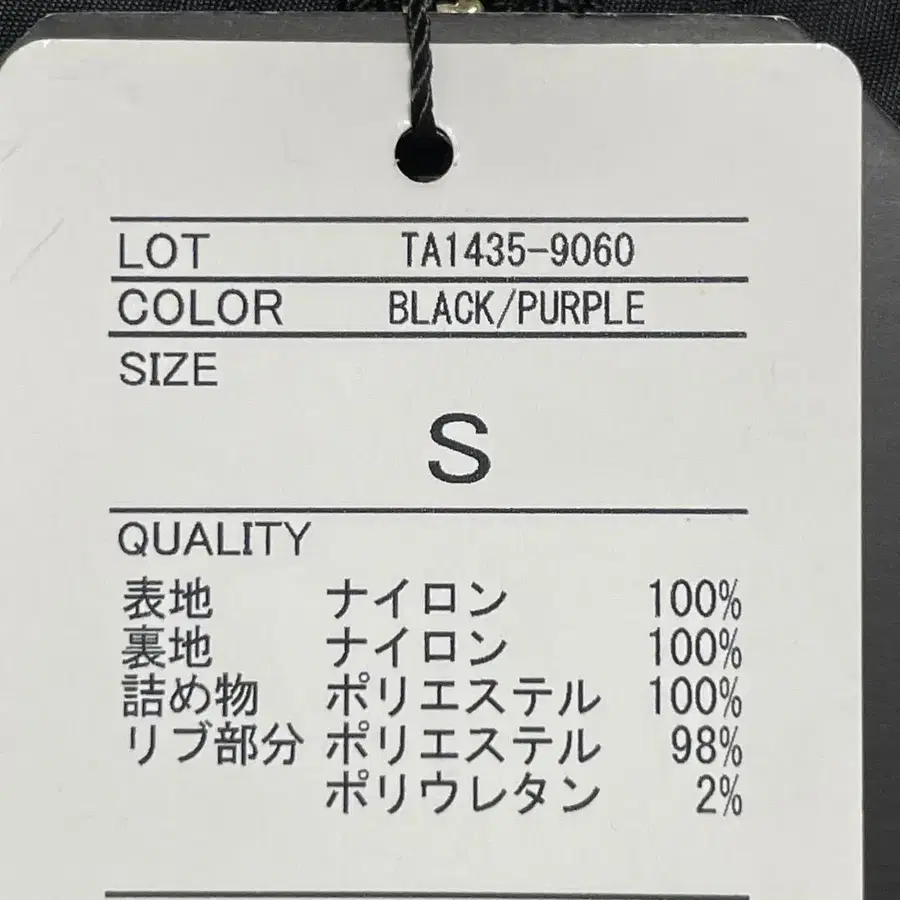 LOT TA1435-9060
COLOR BLACK/PURPLE
SIZE
S
QUALITY
表地 ナイロン 100%
裏地 ナイロン 100%
詰め物 ポリエステル 100%
リブ部分 ポリエステル 98%
ポリウレタン 2%